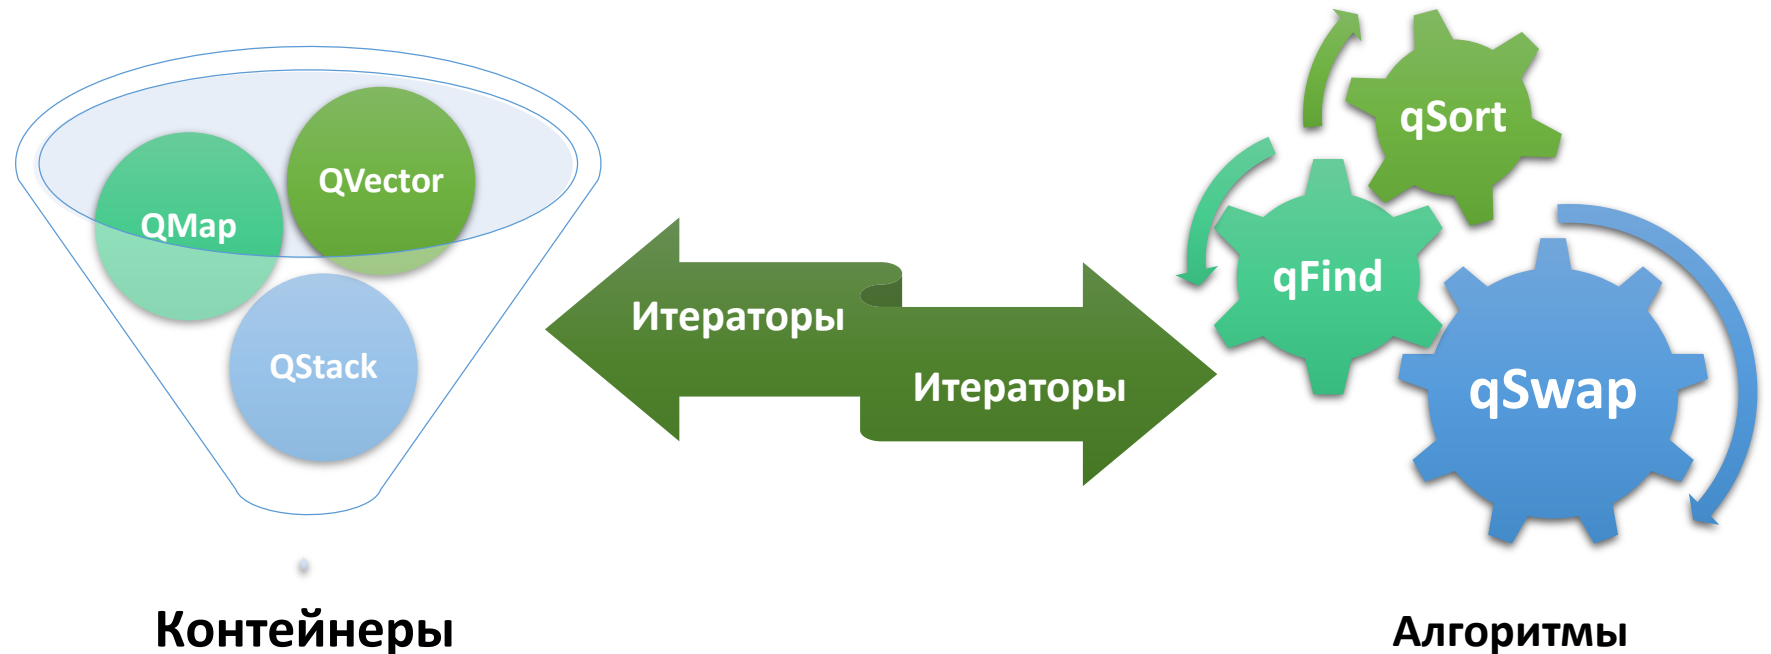 QMap
QVector
QStack
Контейнеры
Итераторы
Итераторы
qSort
qFind
qSwap
Алгоритмы